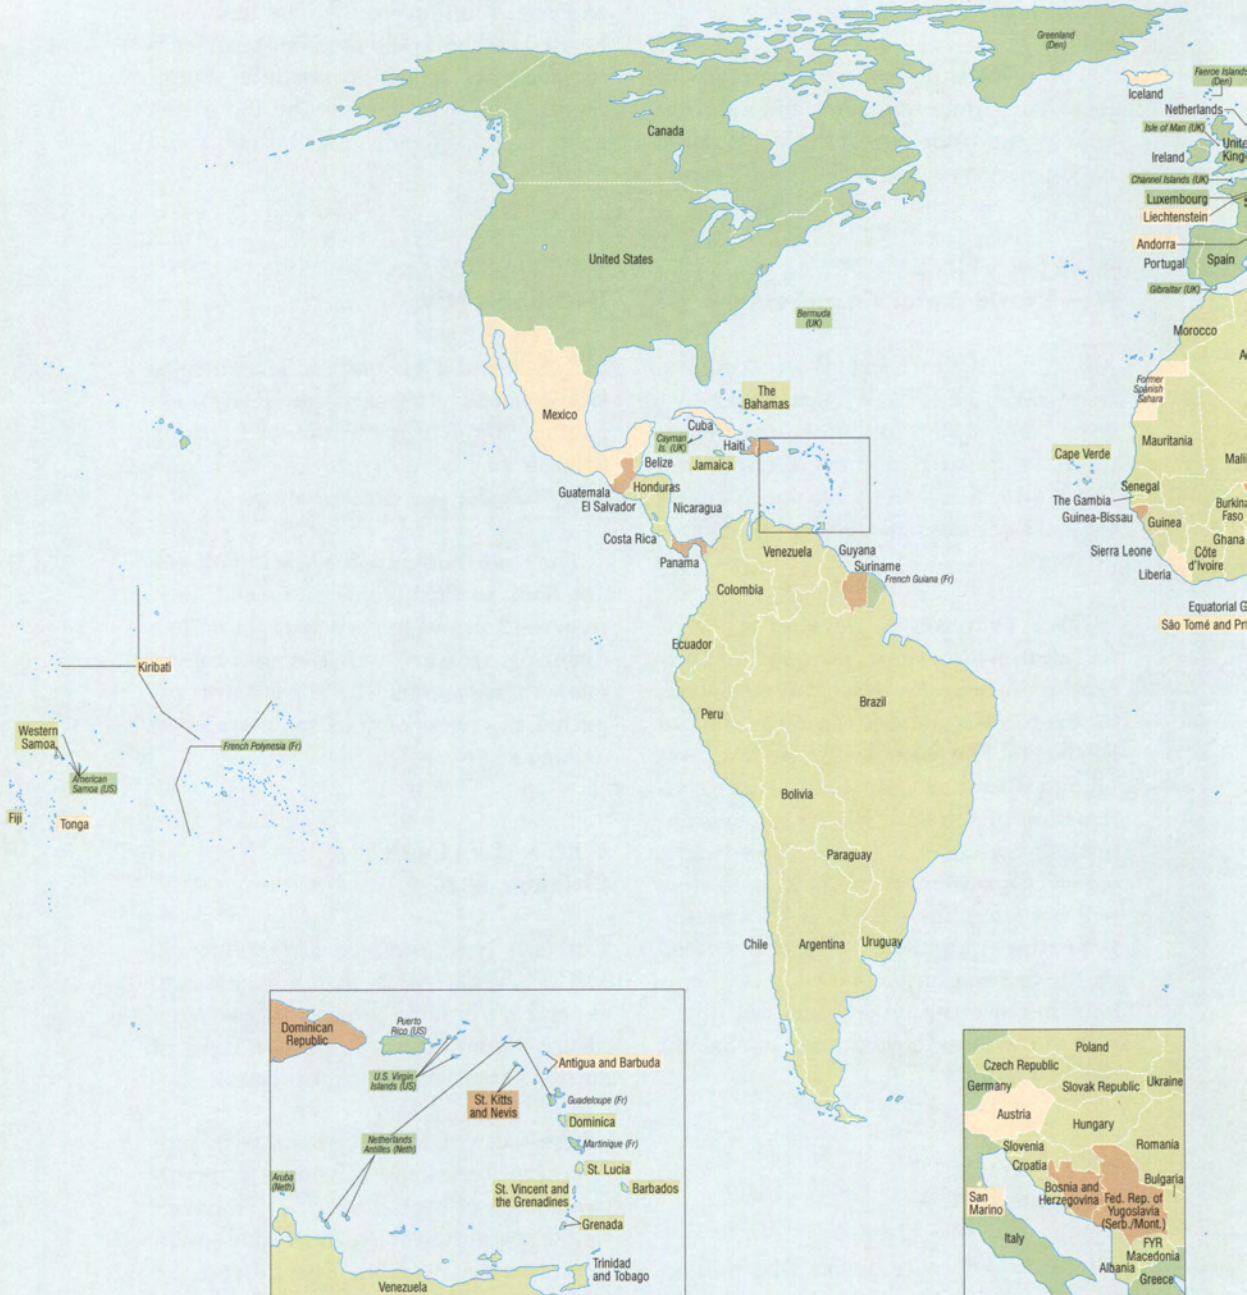 Greenland
(Den)
Iceland
Faeroe Islands
(Den)
Netherlands
Isle of Man (UK)
Unite
King-
Ireland
Channel Islands (UK)
Luxembourg
Liechtenstein
Andorra
Portugal
Spain
Gibraltar (UK)
Canada
United States
Bermuda
(UK)
Morocco
Former
Spanish
Sahara
Mauritania
Mali
Cape Verde
Senegal
The Gambia
Guinea-Bissau
Guinea
Burkina
Faso
Ghana
Sierra Leone
Côte
d'Ivoire
Liberia
Equatorial G
São Tomé and Pri
Mexico
The
Bahamas
Cuba
Cayman
Is. (UK)
Haiti
Jamaica
Belize
Honduras
Guatemala
El Salvador
Nicaragua
Costa Rica
Panama
Venezuela
Guyana
Suriname
French Guiana (Fr)
Colombia
Ecuador
Peru
Brazil
Bolivia
Paraguay
Chile
Argentina
Uruguay
Kiribati
Western
Samoa
American
Samoa (US)
French Polynesia (Fr)
Fiji
Tonga
Dominican
Republic
Puerto
Rico (US)
U.S. Virgin
Islands (US)
St. Kitts
and Nevis
Antigua and Barbuda
Guadeloupe (Fr)
Dominica
Netherlands
Antilles (Neth)
Martinique (Fr)
Aruba
(Neth)
St. Lucia
St. Vincent and
the Grenadines
Barbados
Grenada
Trinidad
and Tobago
Venezuela
Poland
Czech Republic
Germany
Slovak Republic
Ukraine
Austria
Hungary
Slovenia
Romania
Croatia
Bosnia and
Herzegovina
Bulgaria
San
Marino
Fed. Rep. of
Yugoslavia
(Serb./Mont.)
Italy
FYR
Macedonia
Albania
Greece